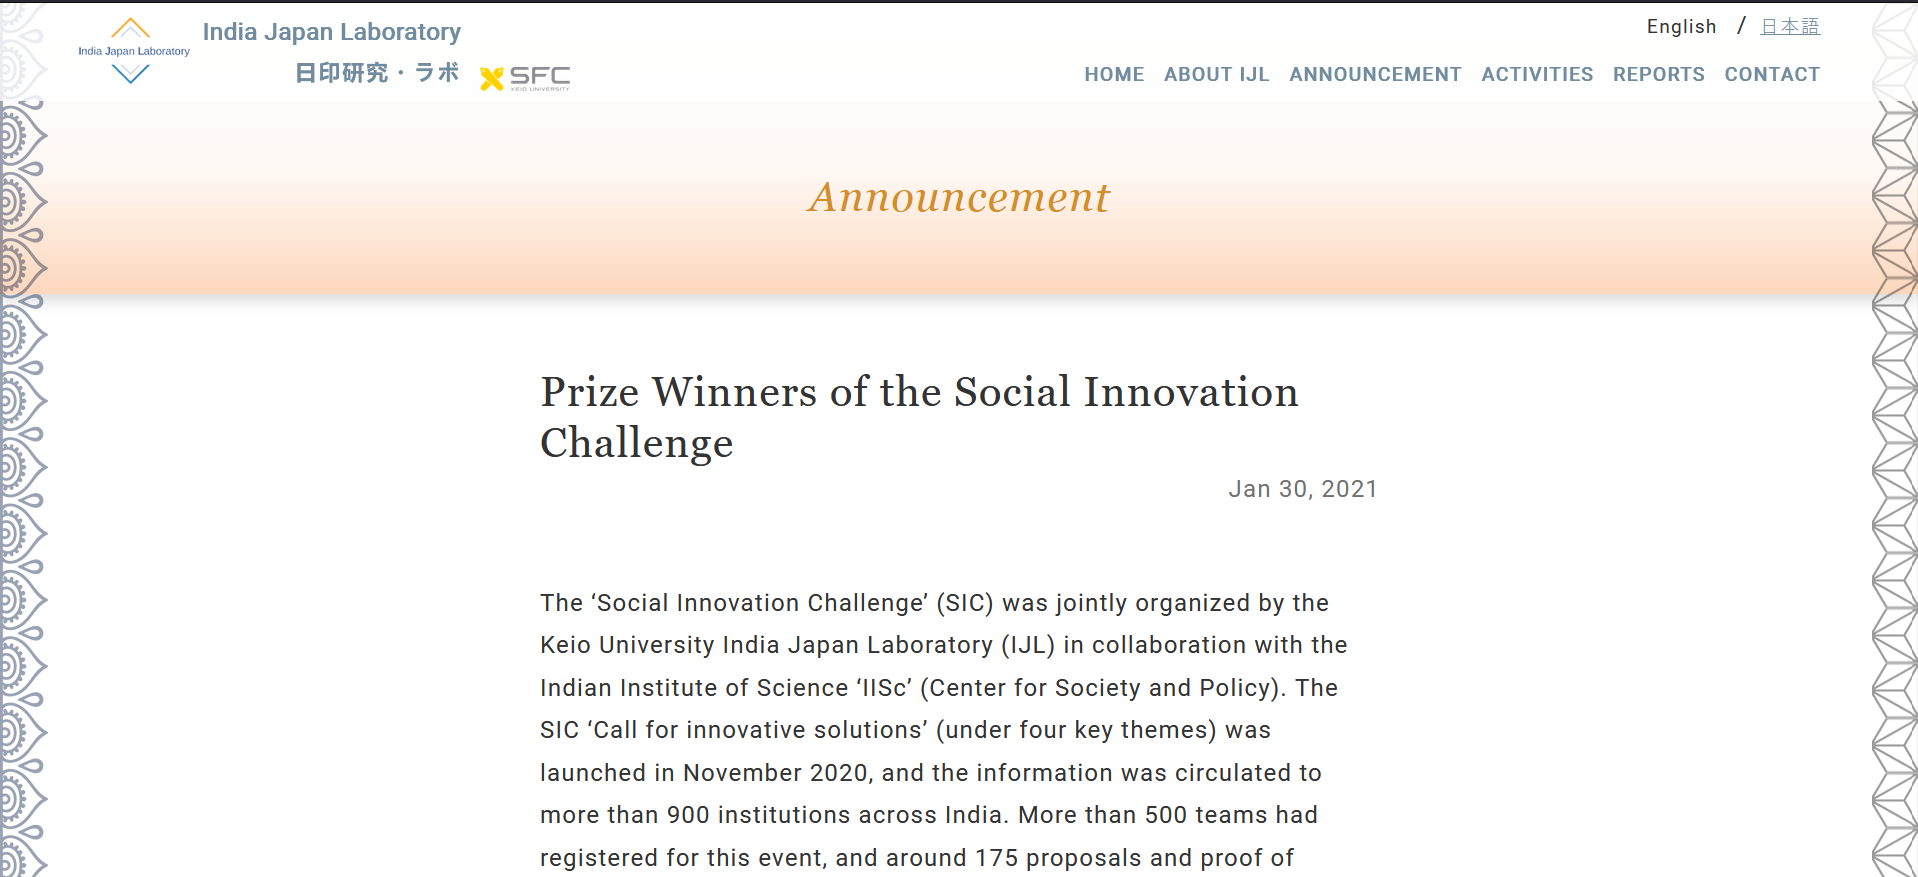 India Japan Laboratory
India Japan Laboratory
日印研究・ラボ
SFC
KEIO UNIVERSITY
English / 日本語
HOME ABOUT IJL ANNOUNCEMENT ACTIVITIES REPORTS CONTACT
Announcement
Prize Winners of the Social Innovation
Challenge
Jan 30, 2021
The ‘Social Innovation Challenge’ (SIC) was jointly organized by the
Keio University India Japan Laboratory (IJL) in collaboration with the
Indian Institute of Science ‘IISc’ (Center for Society and Policy). The
SIC ‘Call for innovative solutions’ (under four key themes) was
launched in November 2020, and the information was circulated to
more than 900 institutions across India. More than 500 teams had
registered for this event, and around 175 proposals and proof of